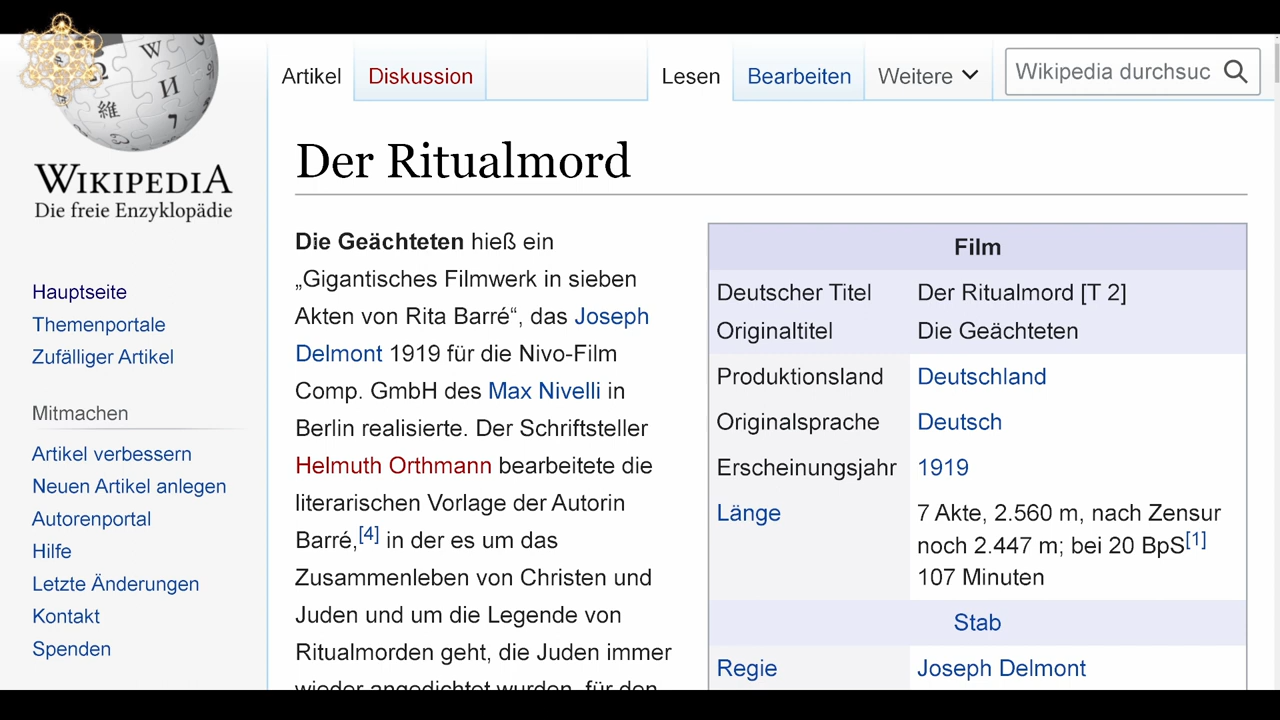 Artikel Diskussion Lesen Bearbeiten Weitere Wikipedia durchsuc
WIKIPEDIA
Die freie Enzyklopädie
Hauptseite
Themenportale
Zufälliger Artikel
Mitmachen
Artikel verbessern
Neuen Artikel anlegen
Autorenportal
Hilfe
Letzte Änderungen
Kontakt
Spenden
Der Ritualmord
Die Geächteten hieß ein
„Gigantisches Filmwerk in sieben
Akten von Rita Barré“, das Joseph
Delmont 1919 für die Nivo-Film
Comp. GmbH des Max Nivelli in
Berlin realisierte. Der Schriftsteller
Helmuth Orthmann bearbeitete die
literarischen Vorlage der Autorin
Barré,[4] in der es um das
Zusammenleben von Christen und
Juden und um die Legende von
Ritualmorden geht, die Juden immer
wieder angedichtet wurden, für den
Film
Deutscher Titel Der Ritualmord [T 2]
Originaltitel Die Geächteten
Produktionsland Deutschland
Originalsprache Deutsch
Erscheinungsjahr 1919
Länge 7 Akte, 2.560 m, nach Zensur
noch 2.447 m; bei 20 BpS[1]
107 Minuten
Stab
Regie Joseph Delmont